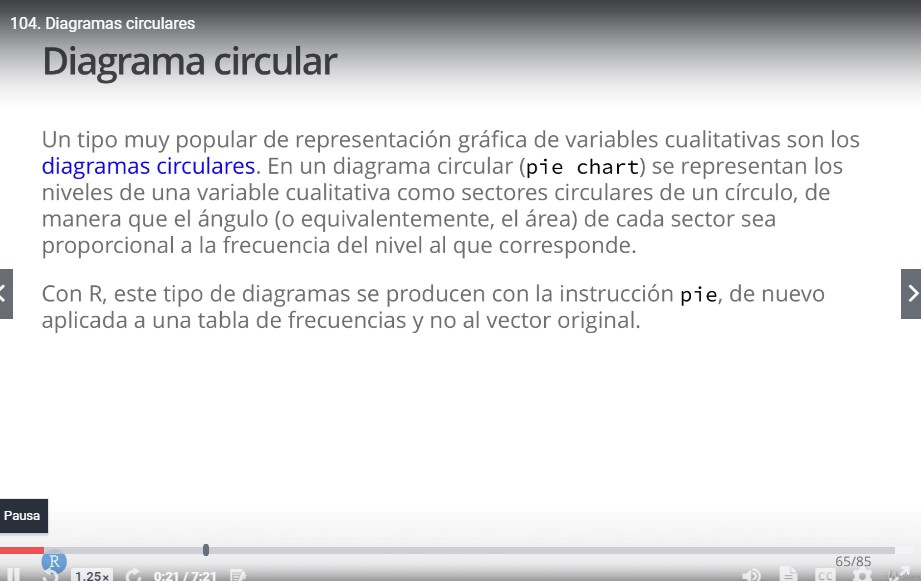 104. Diagramas circulares
Diagrama circular
Un tipo muy popular de representación gráfica de variables cualitativas son los
diagramas circulares. En un diagrama circular (pie chart) se representan los
niveles de una variable cualitativa como sectores circulares de un círculo, de
manera que el ángulo (o equivalentemente, el área) de cada sector sea
proporcional a la frecuencia del nivel al que corresponde.
Con R, este tipo de diagramas se producen con la instrucción pie, de nuevo
aplicada a una tabla de frecuencias y no al vector original.
Pausa
R
65/85
1.25×
0:21 / 7:21
CC